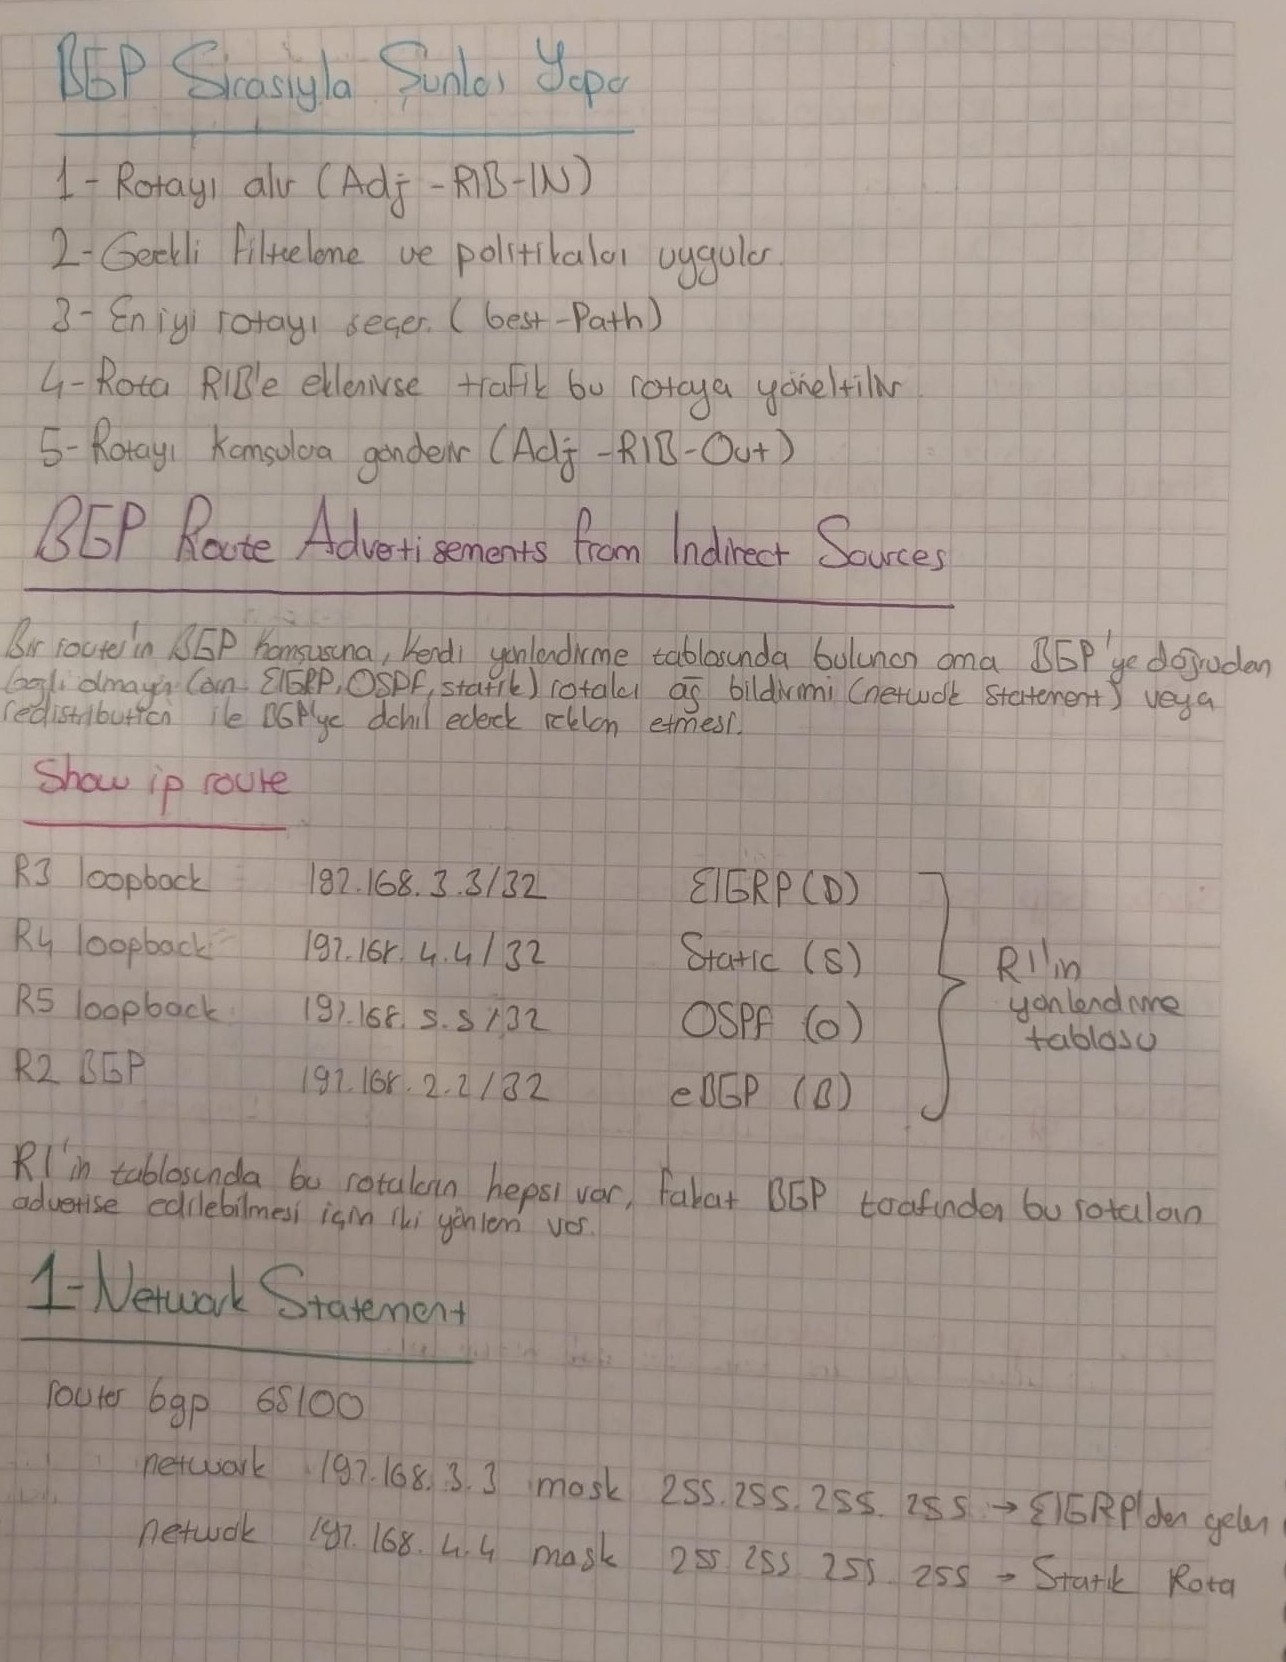 BGP Sırasıyla Şunları Yapar
1- Rotayı alır (Adj -RIB-IN)
2- Gerekli filtreleme ve politikaları uygular.
3- En iyi rotayı seçer. (best-Path)
4- Rota RIB'e eklenirse trafik bu rotaya yöneltilir
5- Rotayı Komşulara gönderir (Adj -RIB-Out)
BGP Route Advertisements from Indirect Sources
Bir router'ın BGP komşusuna, kendi yönlendirme tablosunda bulunan ama BGP'ye doğrudan
bağlı olmayan (örn. EIGRP, OSPF, statik) rotaları ağ bildirimi (network statement) veya
redistribution ile BGP'ye dahil ederek reklam etmesi.
Show ip route
R3 loopback 192.168.3.3/32 EIGRP (D)
R4 loopback 192.168.4.4/32 Static (S)
R5 loopback 192.168.5.5/32 OSPF (O)
R2 BGP 192.168.2.2/32 eBGP (B)
R1'in
yönlendirme
tablosu
R1'in tablosunda bu rotaların hepsi var, fakat BGP tarafından bu rotaların
advertise edilebilmesi için iki yöntem var.
1- Network Statement
router bgp 65100
network 192.168.3.3 mask 255.255.255.255 → EIGRP'den gelen
network 192.168.4.4 mask 255.255.255.255 → Statik Rota